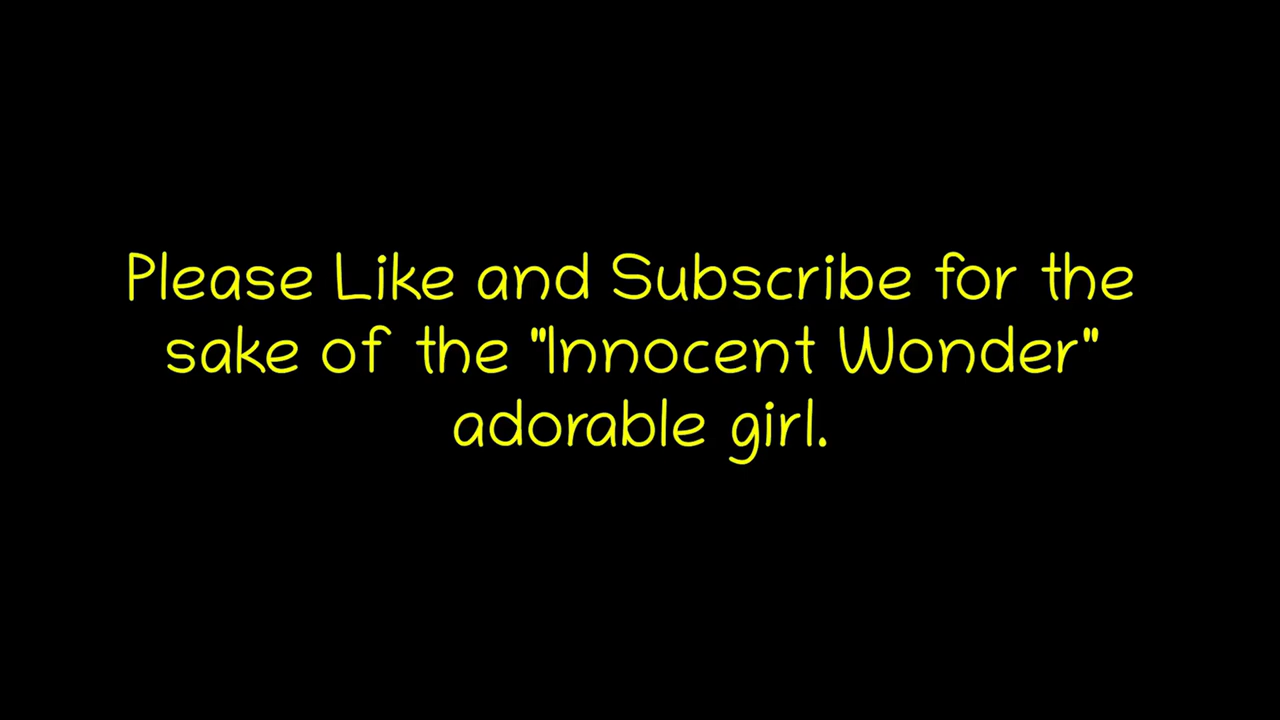 Please Like and Subscribe for the
sake of the "Innocent Wonder"
adorable girl.